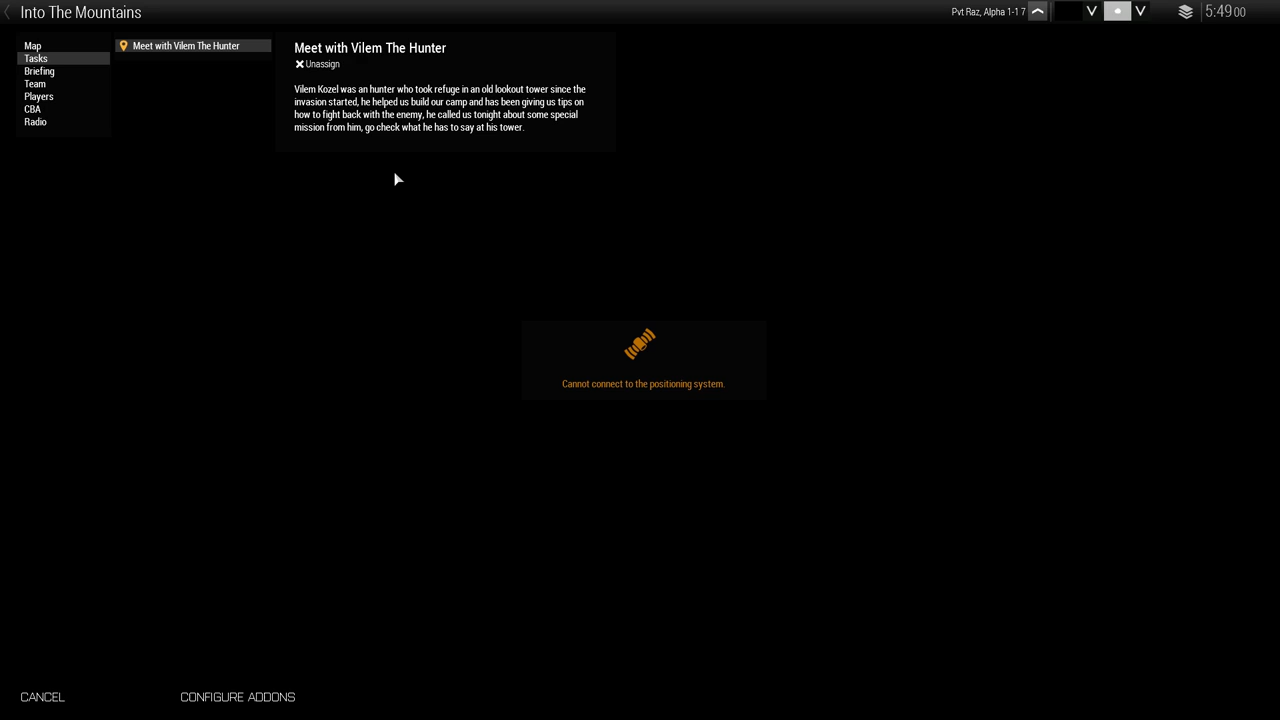 Into The Mountains
Pvt Raz, Alpha 1-1 7
5:49 00
Map
Tasks
Briefing
Team
Players
CBA
Radio
Meet with Vilem The Hunter
Meet with Vilem The Hunter
Unassign
Vilem Kozel was an hunter who took refuge in an old lookout tower since the
invasion started, he helped us build our camp and has been giving us tips on
how to fight back with the enemy, he called us tonight about some special
mission from him, go check what he has to say at his tower.
Cannot connect to the positioning system.
CANCEL
CONFIGURE ADDONS